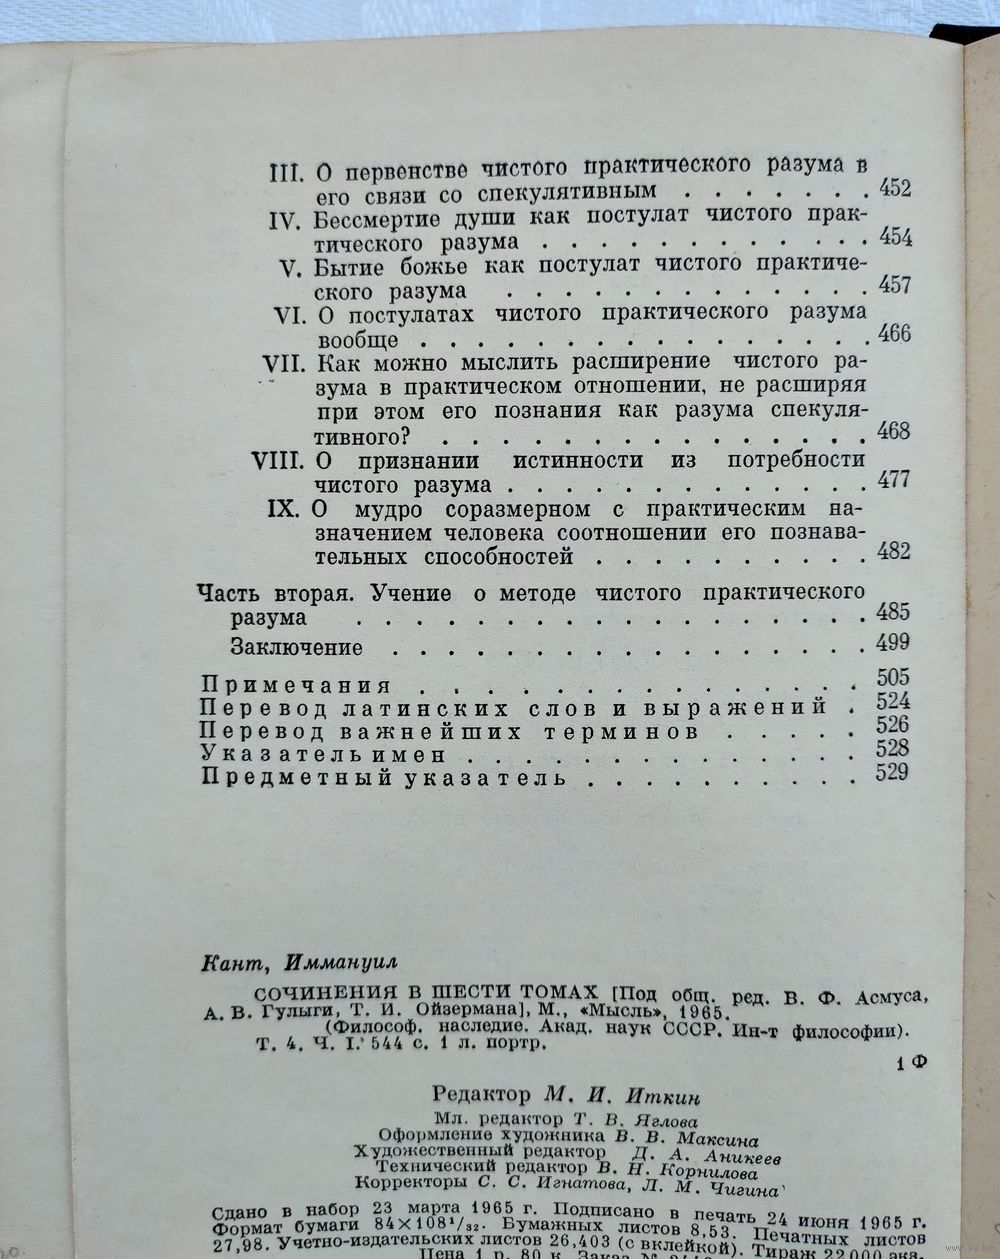 III. О первенстве чистого практического разума в
его связи со спекулятивным . . . . . . . 452
IV. Бессмертие души как постулат чистого прак-
тического разума . . . . . . . . . . . . . 454
V. Бытие божье как постулат чистого практиче-
ского разума . . . . . . . . . . . . . 457
VI. О постулатах чистого практического разума
вообще . . . . . . . . . . . . . . . . 466
VII. Как можно мыслить расширение чистого ра-
зума в практическом отношении, не расширяя
при этом его познания как разума спекуля-
тивного? . . . . . . . . . . . . . . . 468
VIII. О признании истинности из потребности
чистого разума . . . . . . . . . . . . . 477
IX. О мудро соразмерном с практическим на-
значением человека соотношении его познава-
тельных способностей . . . . . . . . . . 482
Часть вторая. Учение о методе чистого практического
разума . . . . . . . . . . . . . . . . . . 485
Заключение . . . . . . . . . . . . . . . . . 499
Примечания . . . . . . . . . . . . . . . . 505
Перевод латинских слов и выражений . 524
Перевод важнейших терминов . . . . . 526
Указатель имен . . . . . . . . . . . . . . 528
Предметный указатель . . . . . . . . . . 529
Кант, Иммануил
СОЧИНЕНИЯ В ШЕСТИ ТОМАХ [Под общ. ред. В. Ф. Асмуса,
А. В. Гулыги, Т. И. Ойзермана], М., «Мысль», 1965.
(Философ. наследие. Акад. наук СССР. Ин-т философии).
Т. 4. Ч. I. 544 с. 1 л. портр.
1 Ф
Редактор М. И. Иткин
Мл. редактор Т. В. Яглова
Оформление художника В. В. Максина
Художественный редактор Д. А. Аникеев
Технический редактор В. Н. Корнилова
Корректоры С. С. Игнатова, Л. М. Чигина
Сдано в набор 23 марта 1965 г. Подписано в печать 24 июня 1965 г.
Формат бумаги 84×108¹/₃₂. Бумажных листов 8,53. Печатных листов
27,98. Учетно-издательских листов 26,403 (с вклейкой). Тираж 22 000 экз.
Цена 1 р. 80 к. Заказ №